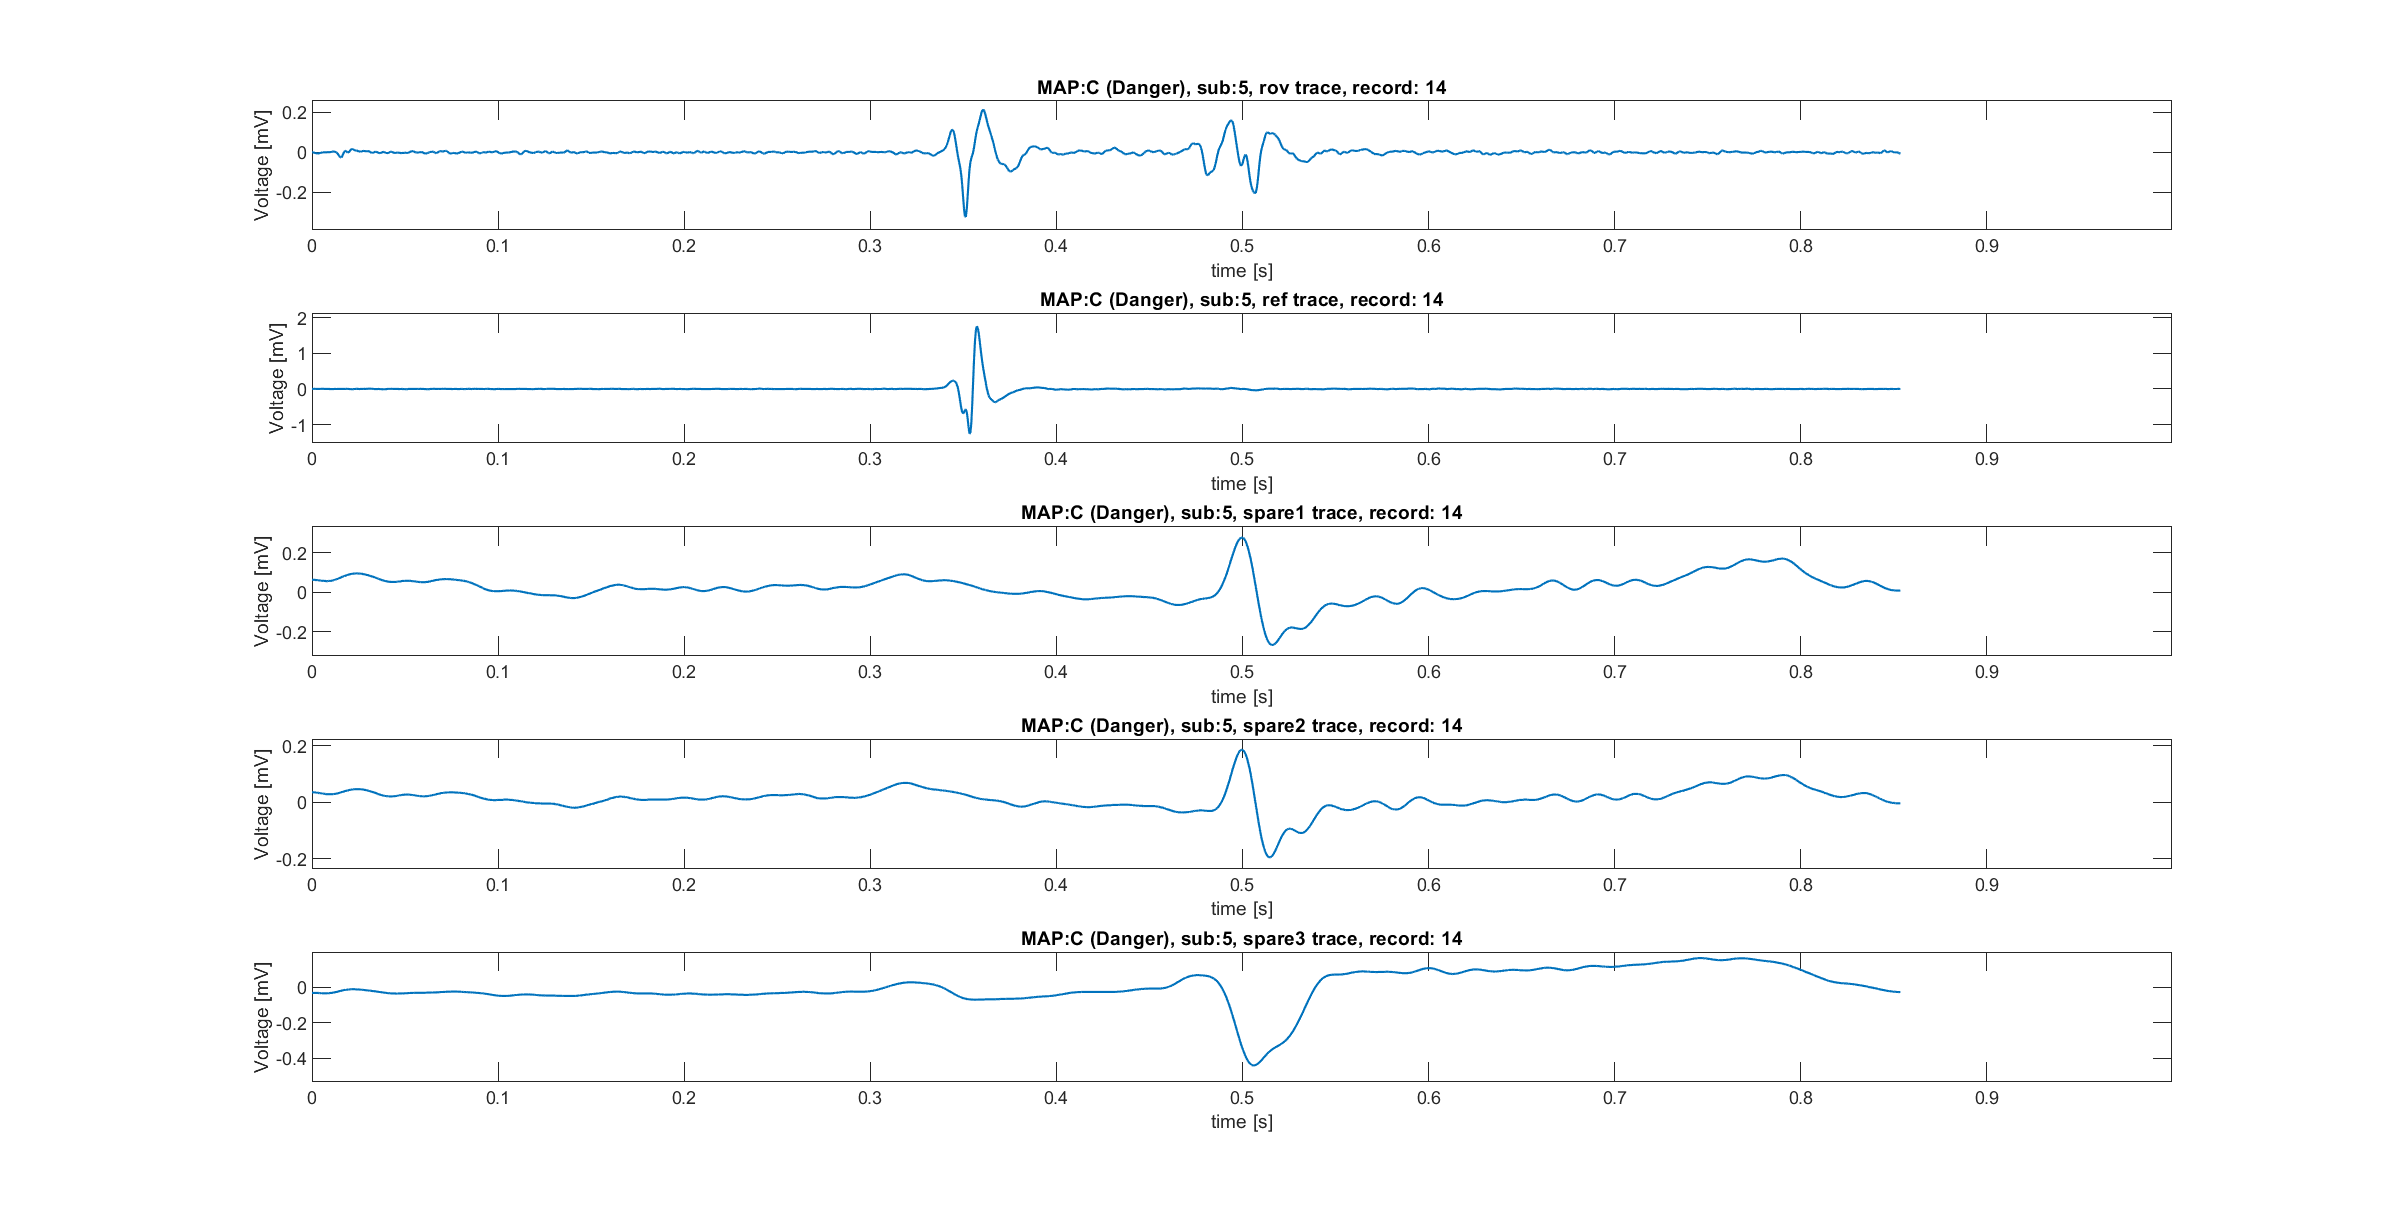 MAP:C (Danger), sub:5, rov trace, record: 14
Voltage [mV]
0.2
0
-0.2
0 0.1 0.2 0.3 0.4 0.5 0.6 0.7 0.8 0.9
time [s]
MAP:C (Danger), sub:5, ref trace, record: 14
Voltage [mV]
2
1
0
-1
0 0.1 0.2 0.3 0.4 0.5 0.6 0.7 0.8 0.9
time [s]
MAP:C (Danger), sub:5, spare1 trace, record: 14
Voltage [mV]
0.2
0
-0.2
0 0.1 0.2 0.3 0.4 0.5 0.6 0.7 0.8 0.9
time [s]
MAP:C (Danger), sub:5, spare2 trace, record: 14
Voltage [mV]
0.2
0
-0.2
0 0.1 0.2 0.3 0.4 0.5 0.6 0.7 0.8 0.9
time [s]
MAP:C (Danger), sub:5, spare3 trace, record: 14
Voltage [mV]
0
-0.2
-0.4
0 0.1 0.2 0.3 0.4 0.5 0.6 0.7 0.8 0.9
time [s]